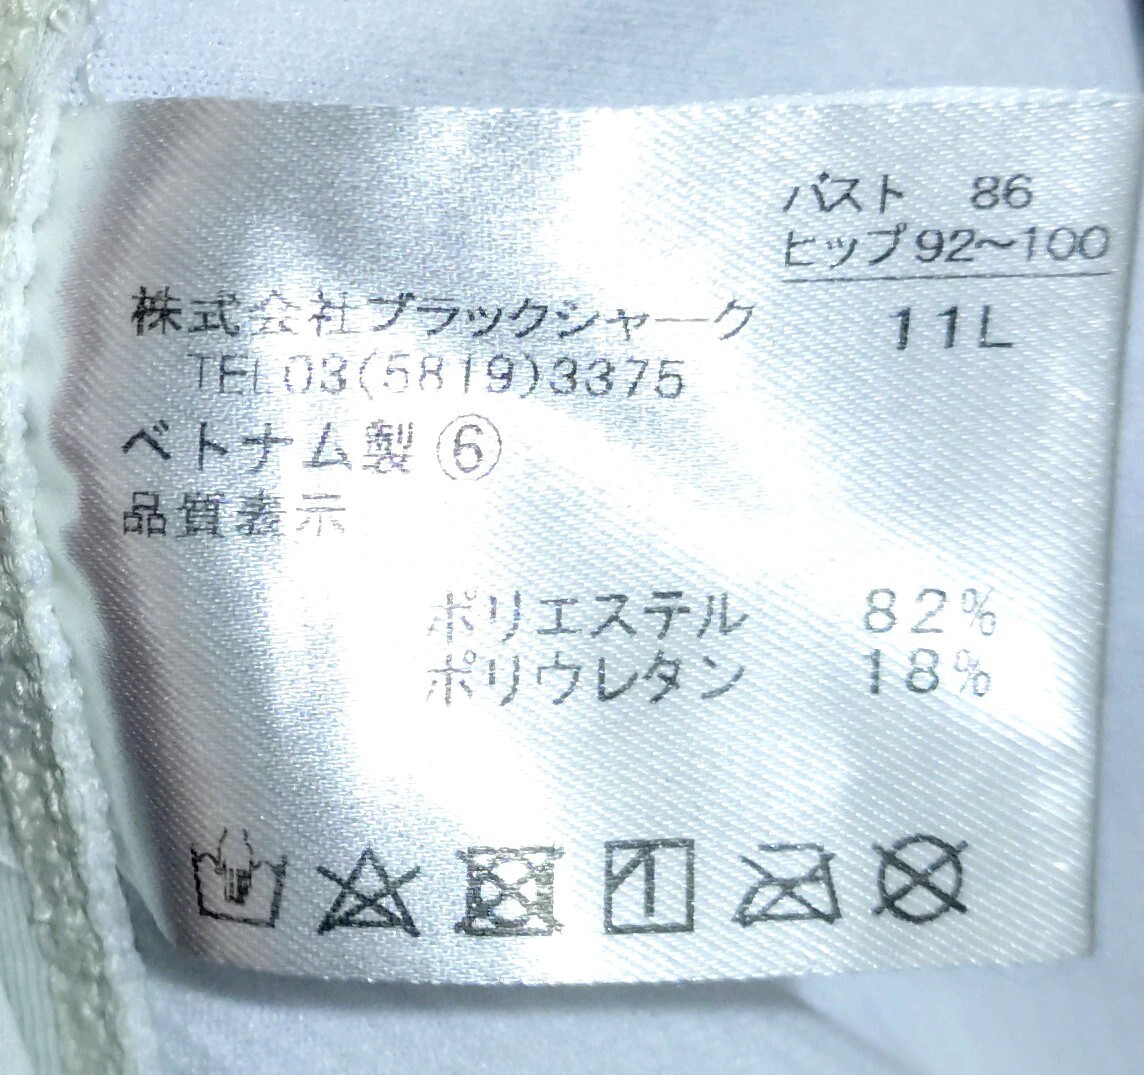 バスト 86
ヒップ92〜100
11L
株式会社ブラックシャーク
TEL03(5819)3375
ベトナム製⑥
品質表示
ポリエステル 82%
ポリウレタン 18%